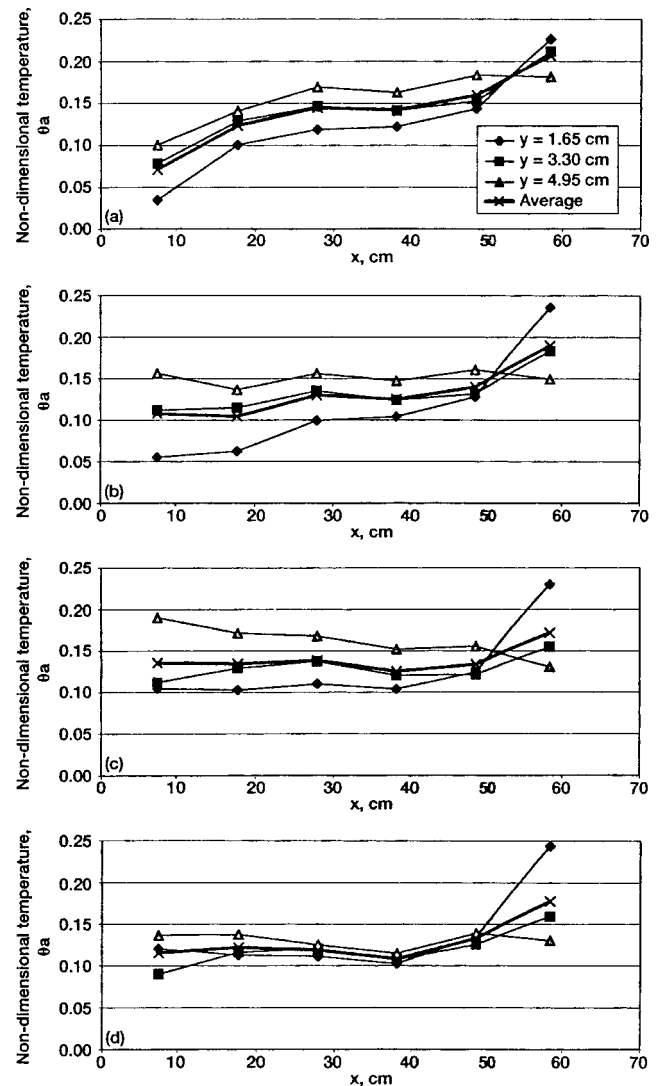 Non-dimensional temperature,
θa
0.25
0.20
0.15
0.10
0.05
0.00
(a)
y = 1.65 cm
y = 3.30 cm
y = 4.95 cm
Average
0 10 20 30 40 50 60 70
x, cm
Non-dimensional temperature,
θa
0.25
0.20
0.15
0.10
0.05
0.00
(b)
0 10 20 30 40 50 60 70
x, cm
Non-dimensional temperature,
θa
0.25
0.20
0.15
0.10
0.05
0.00
(c)
0 10 20 30 40 50 60 70
x, cm
Non-dimensional temperature,
θa
0.25
0.20
0.15
0.10
0.05
0.00
(d)
0 10 20 30 40 50 60 70
x, cm